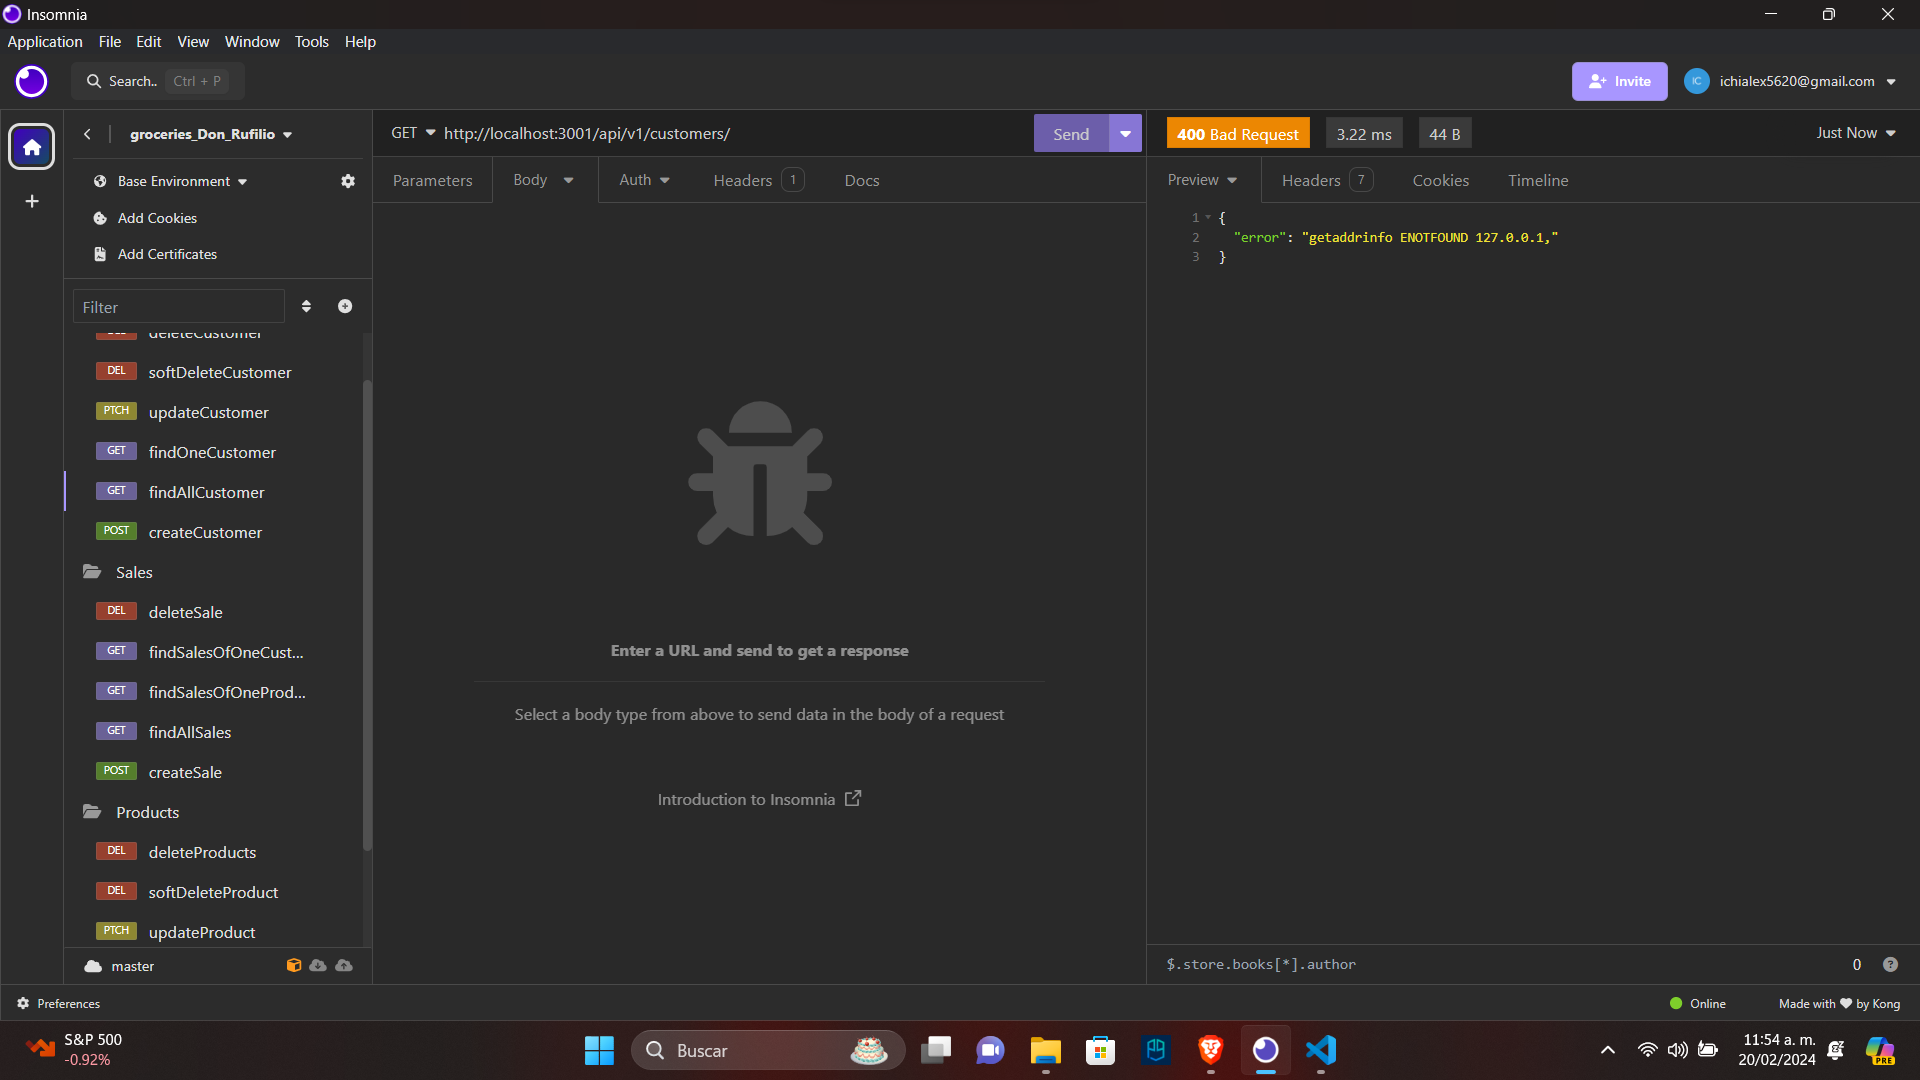 Insomnia
Application File Edit View Window Tools Help
Search.. Ctrl + P
Invite
IC ichialex5620@gmail.com
groceries_Don_Rufilio
Base Environment
Add Cookies
Add Certificates
Filter
DEL deleteCustomer
DEL softDeleteCustomer
PTCH updateCustomer
GET findOneCustomer
GET findAllCustomer
POST createCustomer
Sales
DEL deleteSale
GET findSalesOfOneCust...
GET findSalesOfOneProd...
GET findAllSales
POST createSale
Products
DEL deleteProducts
DEL softDeleteProduct
PTCH updateProduct
master
GET http://localhost:3001/api/v1/customers/
Send
Parameters Body Auth Headers 1 Docs
Enter a URL and send to get a response
Select a body type from above to send data in the body of a request
Introduction to Insomnia
400 Bad Request 3.22 ms 44 B Just Now
Preview Headers 7 Cookies Timeline
1 {
2 "error": "getaddrinfo ENOTFOUND 127.0.0.1,"
3 }
$.store.books[*].author 0 ?
Preferences
Online Made with by Kong
S&P 500
-0.92%
Buscar
PRE
11:54 a. m.
20/02/2024